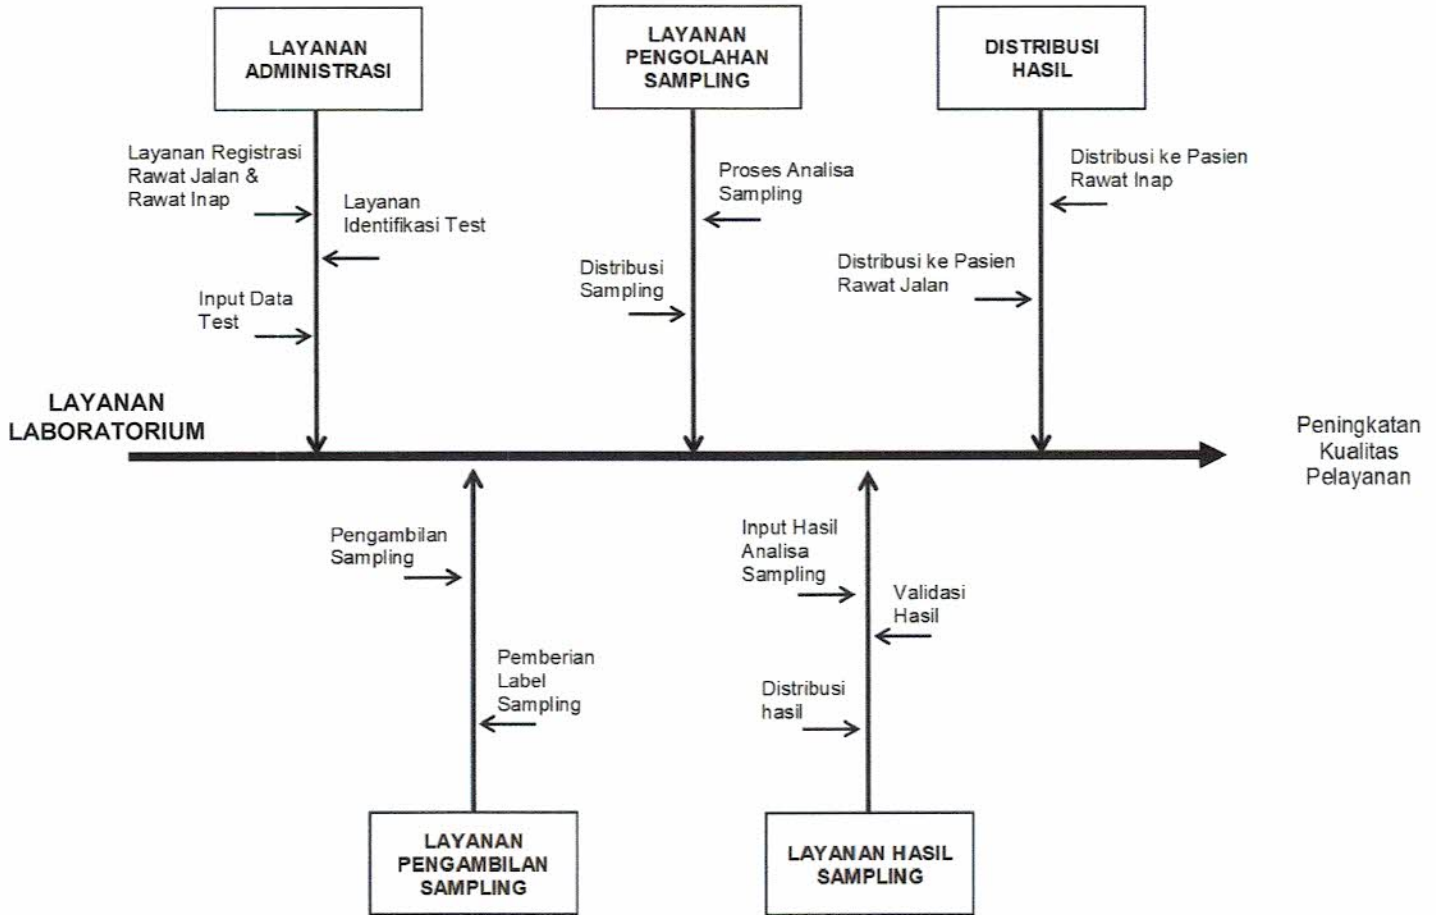 LAYANAN
ADMINISTRASI
LAYANAN
PENGOLAHAN
SAMPLING
DISTRIBUSI
HASIL
Layanan Registrasi
Rawat Jalan &
Rawat Inap
Layanan
Identifikasi Test
Input Data
Test
Proses Analisa
Sampling
Distribusi
Sampling
Distribusi ke Pasien
Rawat Inap
Distribusi ke Pasien
Rawat Jalan
LAYANAN
LABORATORIUM
Peningkatan
Kualitas
Pelayanan
Pengambilan
Sampling
Pemberian
Label
Sampling
Input Hasil
Analisa
Sampling
Validasi
Hasil
Distribusi
hasil
LAYANAN
PENGAMBILAN
SAMPLING
LAYANAN HASIL
SAMPLING